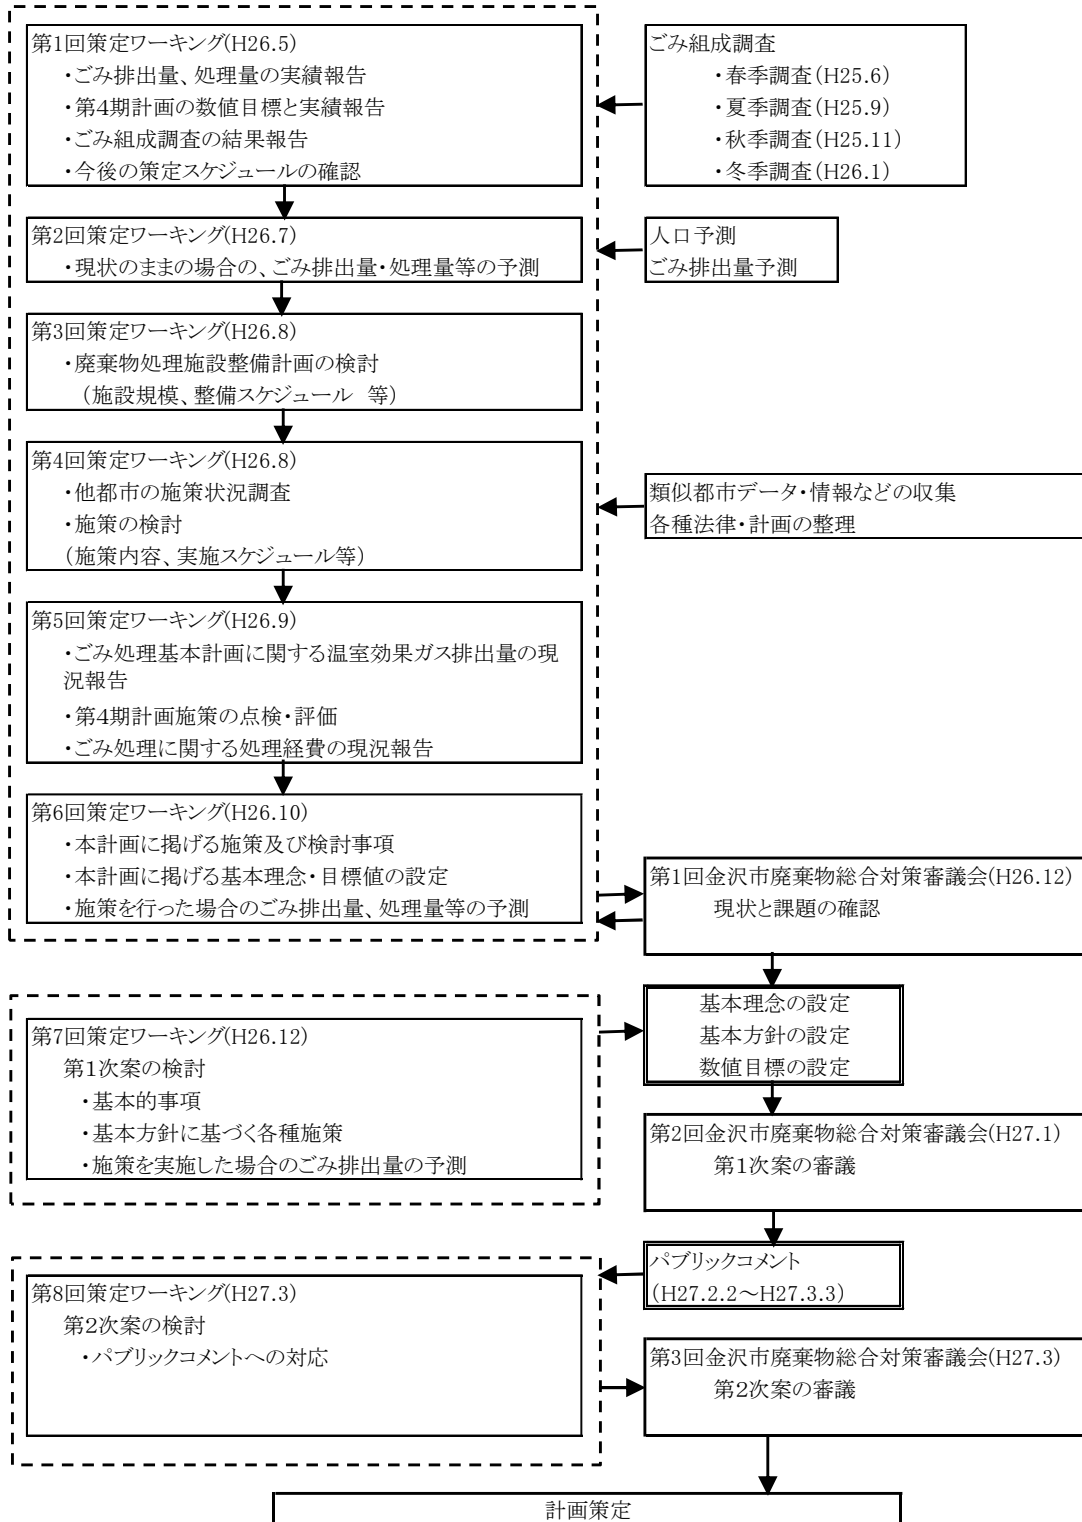 第1回策定ワーキング(H26.5)
・ごみ排出量、処理量の実績報告
・第4期計画の数値目標と実績報告
・ごみ組成調査の結果報告
・今後の策定スケジュールの確認
ごみ組成調査
・春季調査(H25.6)
・夏季調査(H25.9)
・秋季調査(H25.11)
・冬季調査(H26.1)
第2回策定ワーキング(H26.7)
・現状のままの場合の、ごみ排出量・処理量等の予測
人口予測
ごみ排出量予測
第3回策定ワーキング(H26.8)
・廃棄物処理施設整備計画の検討
(施設規模、整備スケジュール 等)
第4回策定ワーキング(H26.8)
・他都市の施策状況調査
・施策の検討
(施策内容、実施スケジュール等)
類似都市データ・情報などの収集
各種法律・計画の整理
第5回策定ワーキング(H26.9)
・ごみ処理基本計画に関する温室効果ガス排出量の現
況報告
・第4期計画施策の点検・評価
・ごみ処理に関する処理経費の現況報告
第6回策定ワーキング(H26.10)
・本計画に掲げる施策及び検討事項
・本計画に掲げる基本理念・目標値の設定
・施策を行った場合のごみ排出量、処理量等の予測
第1回金沢市廃棄物総合対策審議会(H26.12)
現状と課題の確認
基本理念の設定
基本方針の設定
数値目標の設定
第7回策定ワーキング(H26.12)
第1次案の検討
・基本的事項
・基本方針に基づく各種施策
・施策を実施した場合のごみ排出量の予測
第2回金沢市廃棄物総合対策審議会(H27.1)
第1次案の審議
パブリックコメント
(H27.2.2～H27.3.3)
第8回策定ワーキング(H27.3)
第2次案の検討
・パブリックコメントへの対応
第3回金沢市廃棄物総合対策審議会(H27.3)
第2次案の審議
計画策定